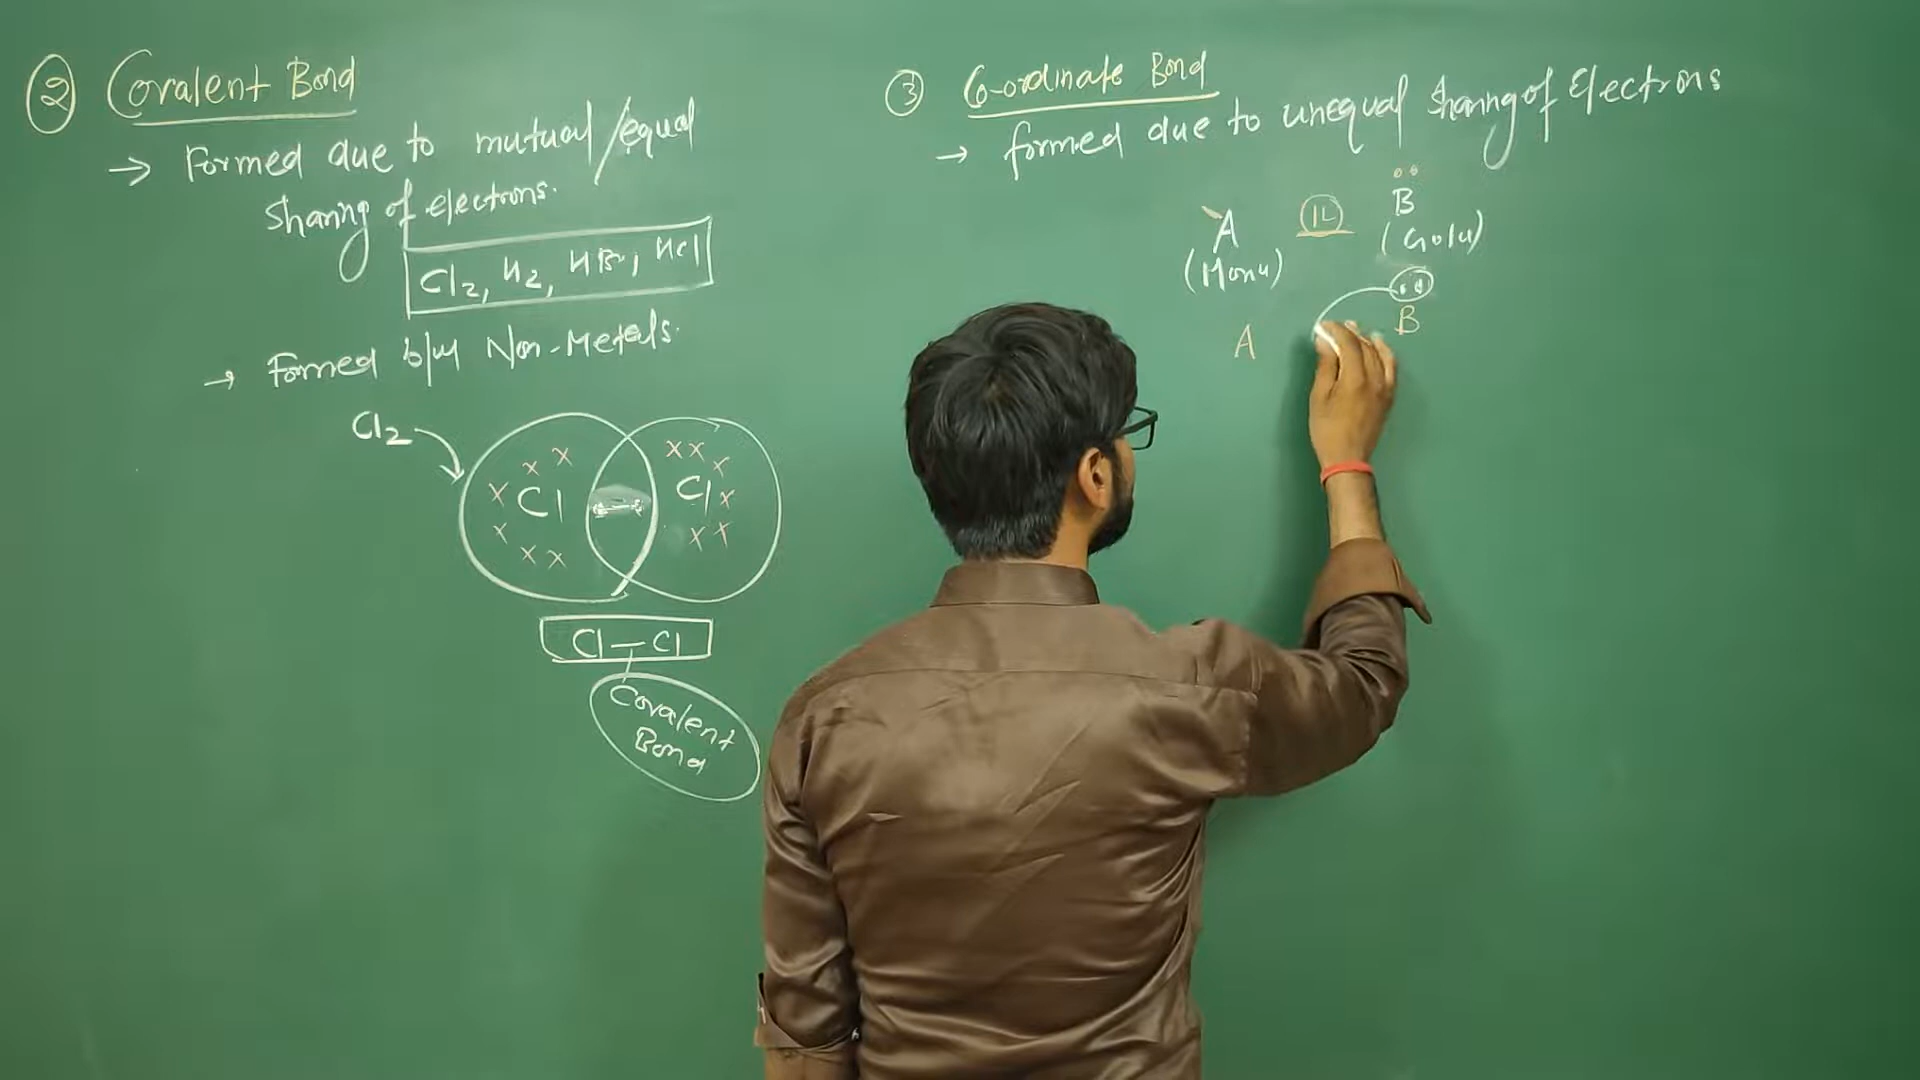 ② Covalent Bond
→ Formed due to mutual/equal
sharing of electrons.
Cl2, H2, HBr, HCl
→ Formed b/w Non-Metals.
Cl2
Cl Cl
Cl — Cl
Covalent
Bond
③ Co-ordinate Bond
→ formed due to unequal sharing of Electrons
A 1L B
(Monu) (Golu)
A B